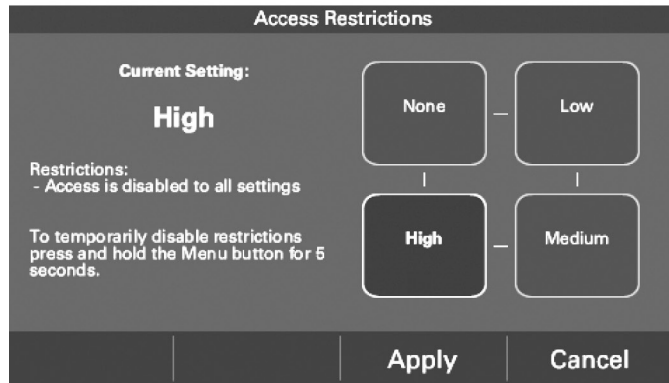 Access Restrictions
Current Setting:
High
Restrictions:
- Access is disabled to all settings
To temporarily disable restrictions
press and hold the Menu button for 5
seconds.
None
Low
High
Medium
Apply
Cancel